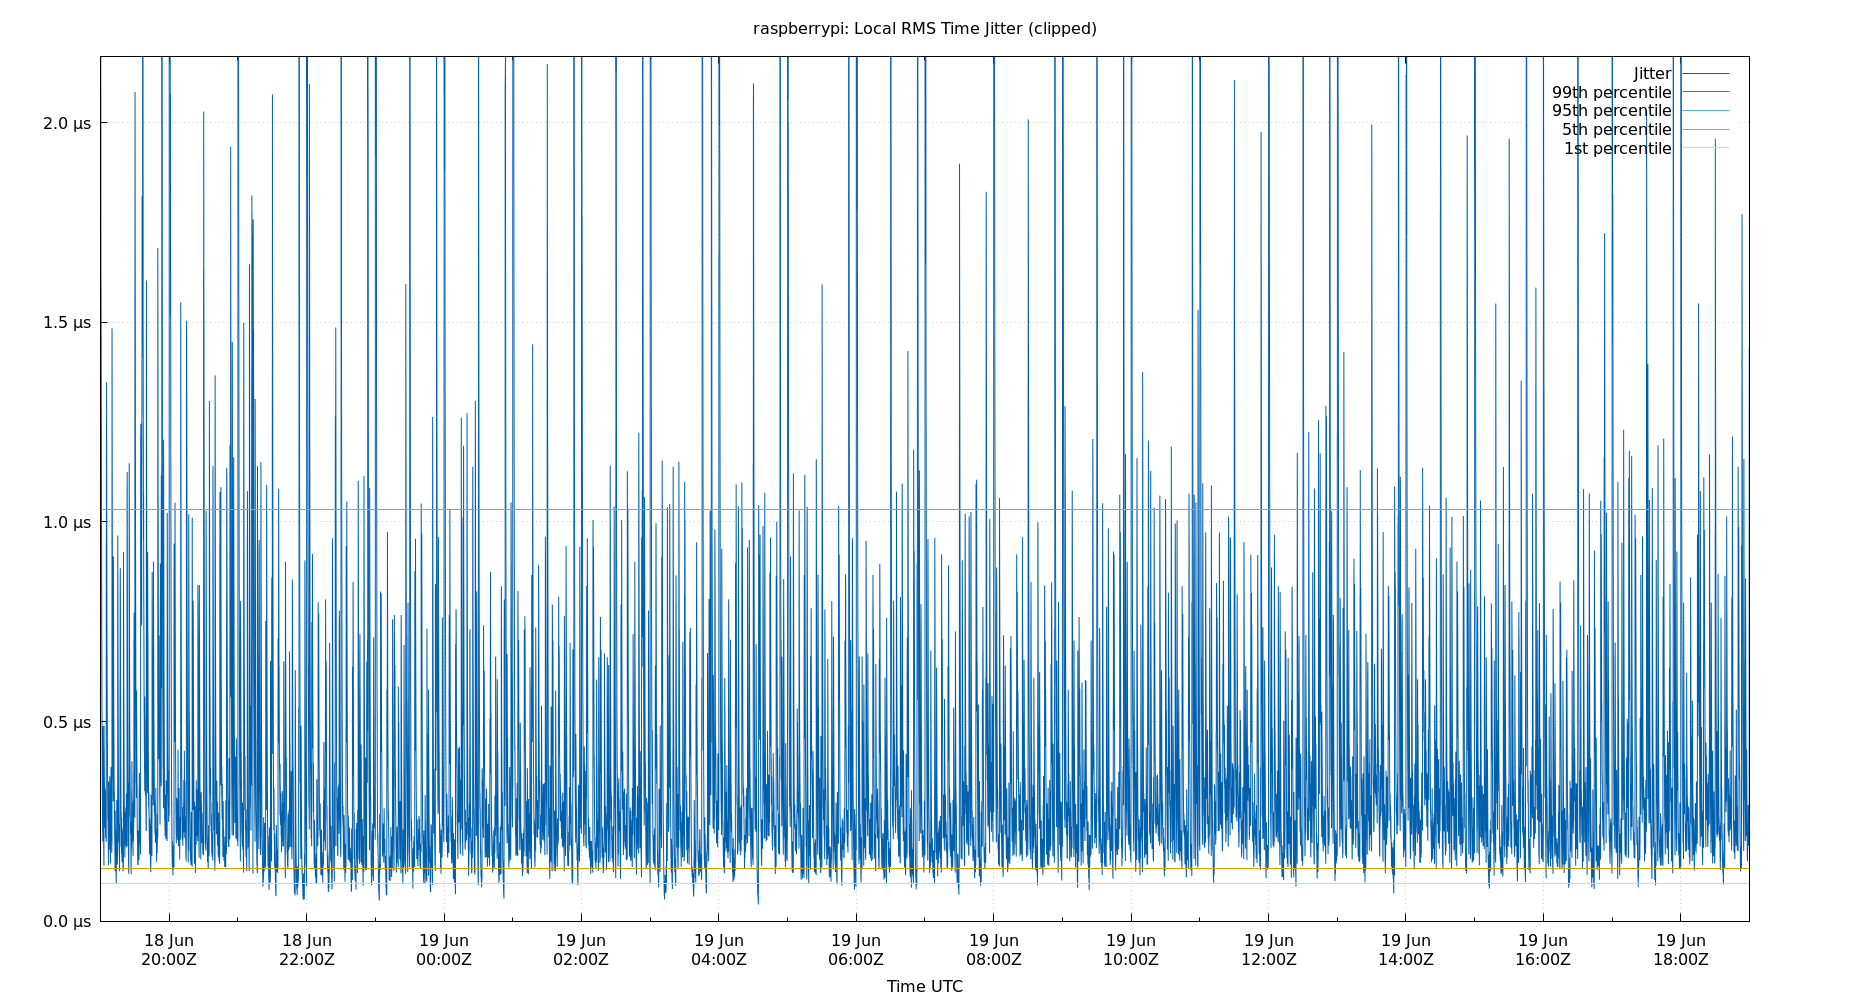 raspberrypi: Local RMS Time Jitter (clipped)
Jitter
99th percentile
95th percentile
5th percentile
1st percentile
2.0 µs
1.5 µs
1.0 µs
0.5 µs
0.0 µs
18 Jun 18 Jun 19 Jun 19 Jun 19 Jun 19 Jun 19 Jun 19 Jun 19 Jun 19 Jun 19 Jun 19 Jun
20:00Z 22:00Z 00:00Z 02:00Z 04:00Z 06:00Z 08:00Z 10:00Z 12:00Z 14:00Z 16:00Z 18:00Z
Time UTC